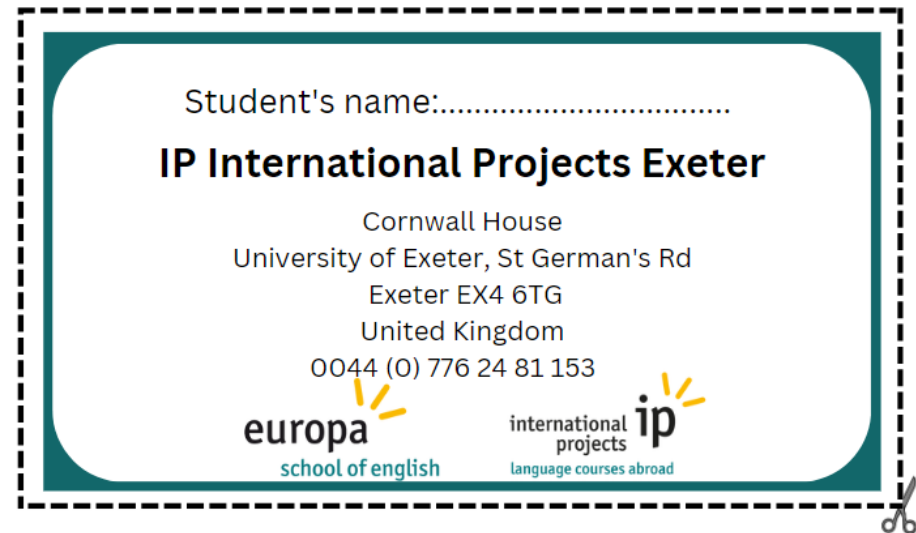 Student's name:..................................
IP International Projects Exeter
Cornwall House
University of Exeter, St German's Rd
Exeter EX4 6TG
United Kingdom
0044 (0) 776 24 81 153
europa
school of english
international
projects
ip
language courses abroad